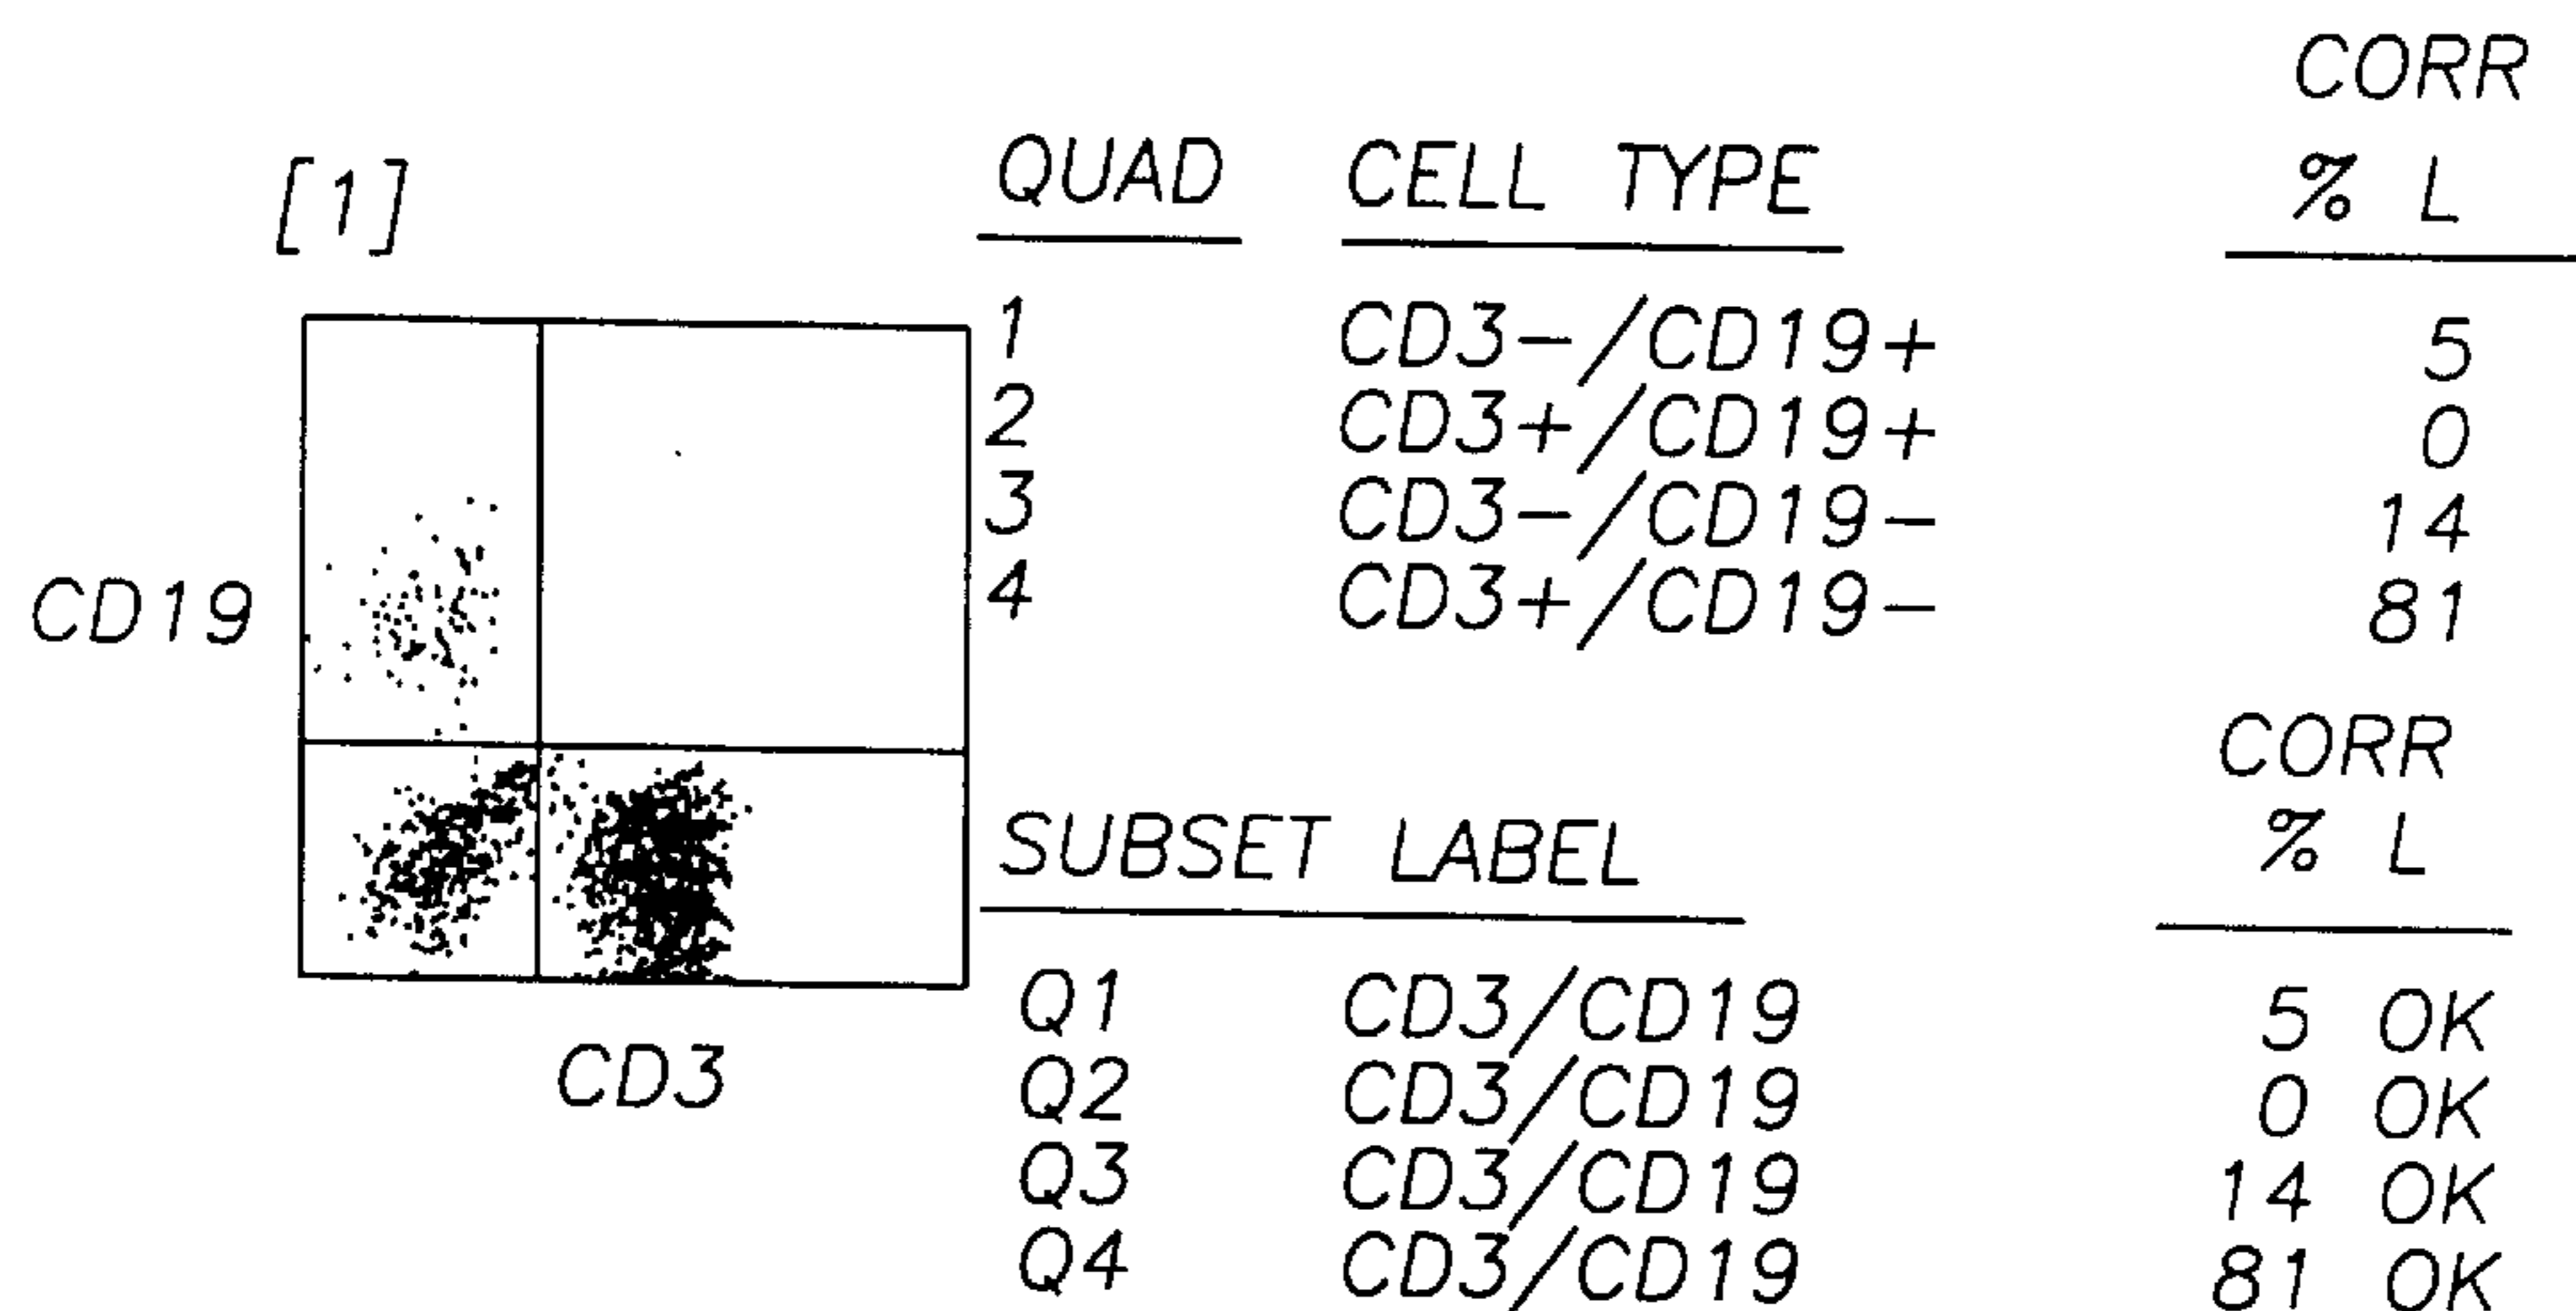 [1]
CD19
CD3
QUAD CELL TYPE CORR % L
1 CD3-/CD19+ 5
2 CD3+/CD19+ 0
3 CD3-/CD19- 14
4 CD3+/CD19- 81
SUBSET LABEL CORR % L
Q1 CD3/CD19 5 OK
Q2 CD3/CD19 0 OK
Q3 CD3/CD19 14 OK
Q4 CD3/CD19 81 OK